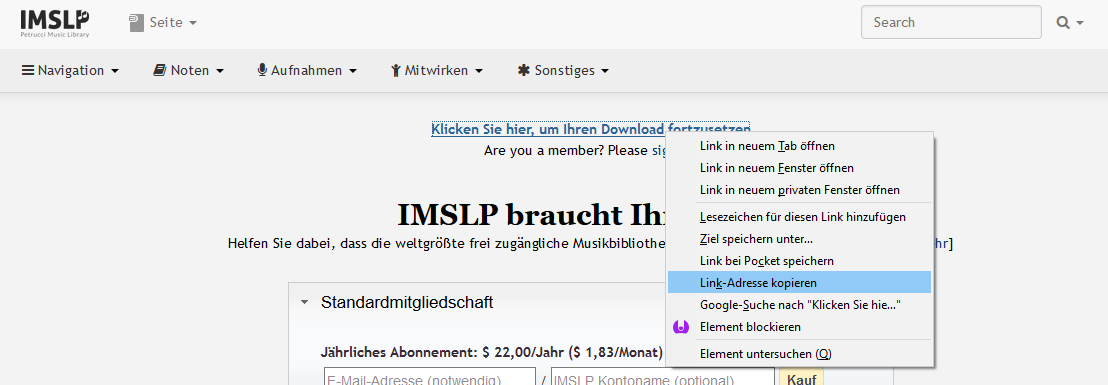 IMSLP
Petrucci Music Library
Seite
Search
Navigation
Noten
Aufnahmen
Mitwirken
Sonstiges
Klicken Sie hier, um Ihren Download fortzusetzen
Are you a member? Please sig
IMSLP braucht Ih
Helfen Sie dabei, dass die weltgrößte frei zugängliche Musikbibliothe
hr]
Standardmitgliedschaft
Jährliches Abonnement: $ 22,00/Jahr ($ 1,83/Monat)
E-Mail-Adresse (notwendig) / IMSLP Kontoname (optional) Kauf
Link in neuem Tab öffnen
Link in neuem Fenster öffnen
Link in neuem privaten Fenster öffnen
Lesezeichen für diesen Link hinzufügen
Ziel speichern unter...
Link bei Pocket speichern
Link-Adresse kopieren
Google-Suche nach "Klicken Sie hie..."
Element blockieren
Element untersuchen (Q)